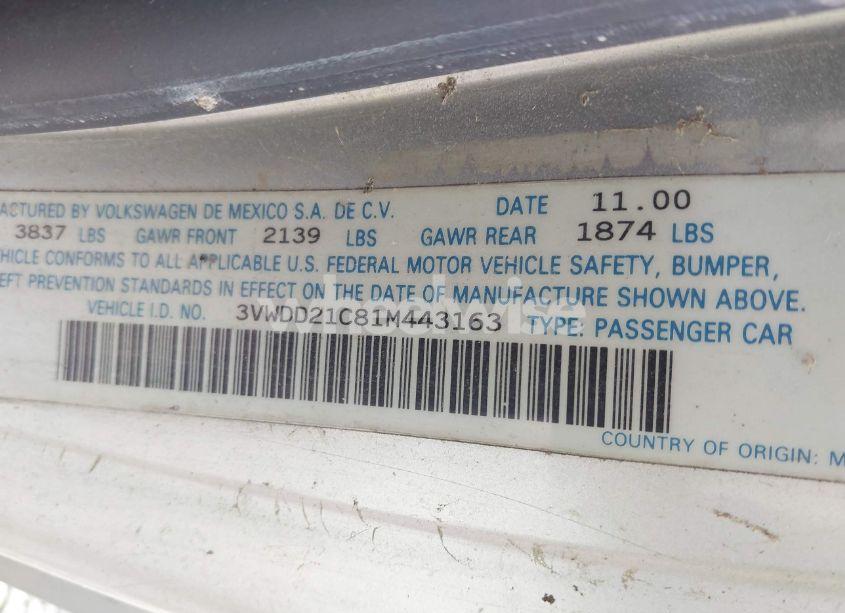 ACTURED BY VOLKSWAGEN DE MEXICO S.A. DE C.V. DATE 11.00
3837 LBS GAWR FRONT 2139 LBS GAWR REAR 1874 LBS
EHICLE CONFORMS TO ALL APPLICABLE U.S. FEDERAL MOTOR VEHICLE SAFETY, BUMPER,
EFT PREVENTION STANDARDS IN EFFECT ON THE DATE OF MANUFACTURE SHOWN ABOVE.
VEHICLE I.D. NO. 3VWDD21C81M443163 TYPE: PASSENGER CAR
COUNTRY OF ORIGIN: M